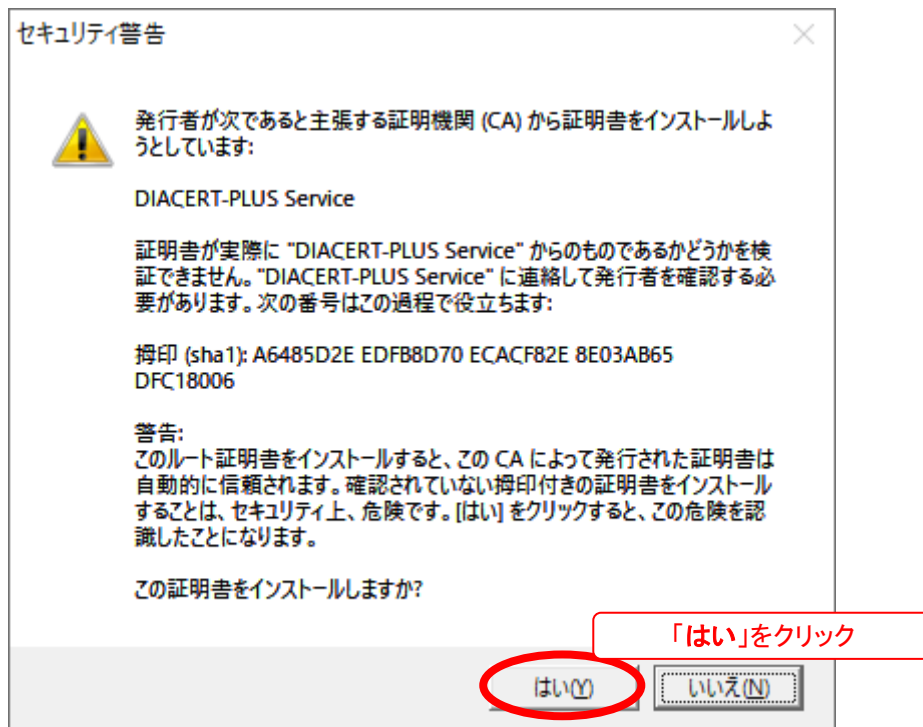 セキュリティ警告
発行者が次であると主張する証明機関 (CA) から証明書をインストールしよ
うとしています:
DIACERT-PLUS Service
証明書が実際に "DIACERT-PLUS Service" からのものであるかどうかを検
証できません。"DIACERT-PLUS Service" に連絡して発行者を確認する必
要があります。次の番号はこの過程で役立ちます:
拇印 (sha1): A6485D2E EDFB8D70 ECACF82E 8E03AB65
DFC18006
警告:
このルート証明書をインストールすると、この CA によって発行された証明書は
自動的に信頼されます。確認されていない拇印付きの証明書をインストール
することは、セキュリティ上、危険です。[はい] をクリックすると、この危険を認
識したことになります。
この証明書をインストールしますか?
「はい」をクリック
はい(Y)
いいえ(N)